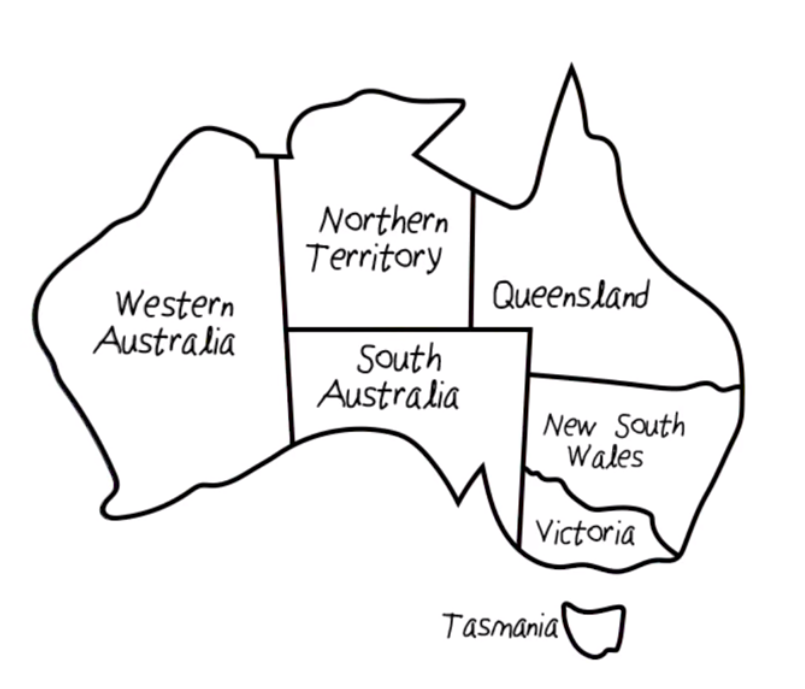 Northern
Territory
Western
Australia
Queensland
South
Australia
New South
Wales
Victoria
Tasmania